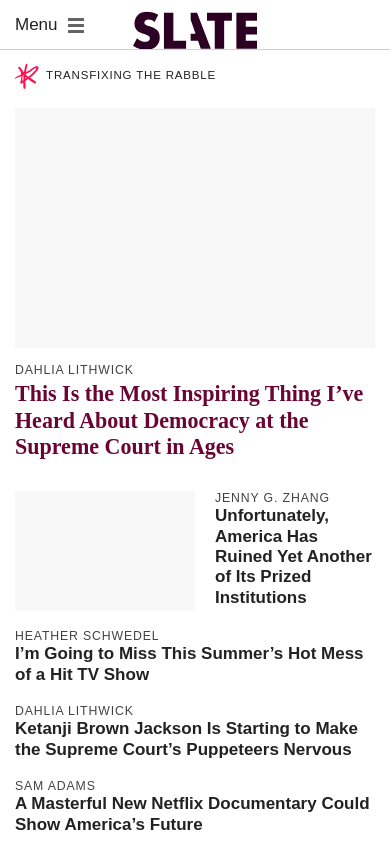 Menu
SLATE
TRANSFIXING THE RABBLE
DAHLIA LITHWICK
This Is the Most Inspiring Thing I’ve
Heard About Democracy at the
Supreme Court in Ages
JENNY G. ZHANG
Unfortunately,
America Has
Ruined Yet Another
of Its Prized
Institutions
HEATHER SCHWEDEL
I’m Going to Miss This Summer’s Hot Mess
of a Hit TV Show
DAHLIA LITHWICK
Ketanji Brown Jackson Is Starting to Make
the Supreme Court’s Puppeteers Nervous
SAM ADAMS
A Masterful New Netflix Documentary Could
Show America’s Future